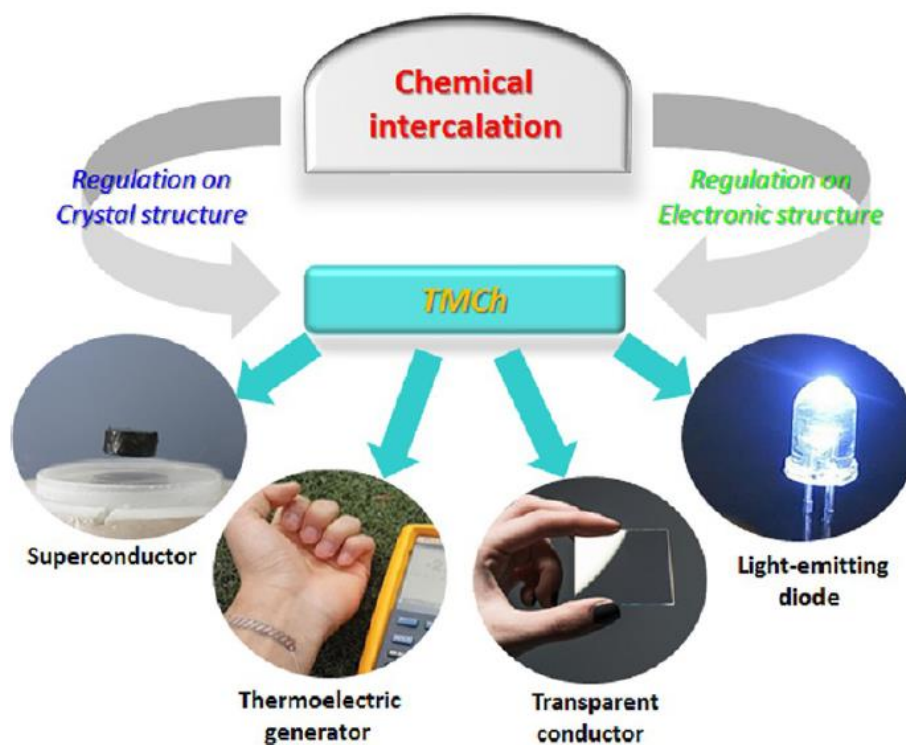 Chemical
intercalation
Regulation on
Crystal structure
Regulation on
Electronic structure
TMCh
Superconductor
Light-emitting
diode
Thermoelectric
generator
Transparent
conductor